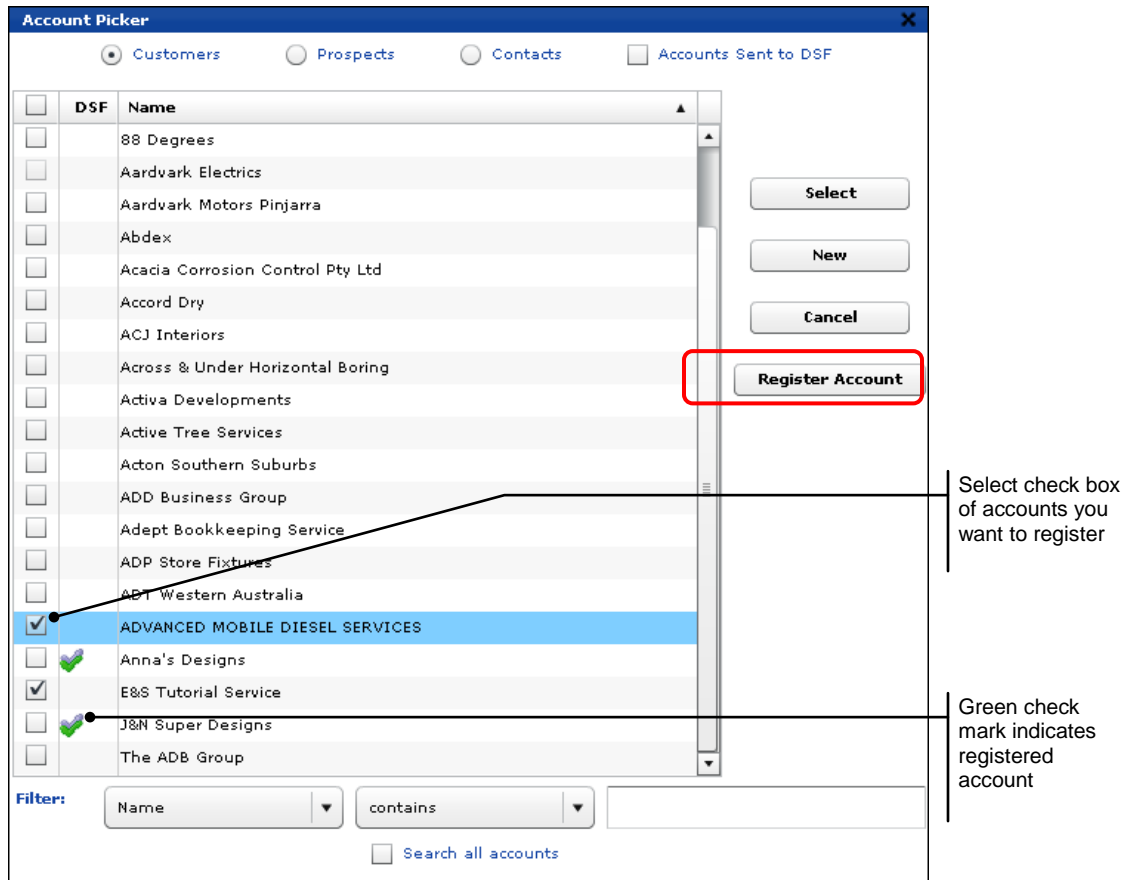 Account Picker
Customers Prospects Contacts Accounts Sent to DSF
DSF Name
88 Degrees
Aardvark Electrics
Aardvark Motors Pinjarra
Abdex
Acacia Corrosion Control Pty Ltd
Accord Dry
ACJ Interiors
Across & Under Horizontal Boring
Activa Developments
Active Tree Services
Acton Southern Suburbs
ADD Business Group
Adept Bookkeeping Service
ADP Store Fixtures
ADT Western Australia
ADVANCED MOBILE DIESEL SERVICES
Anna's Designs
E&S Tutorial Service
J&N Super Designs
The ADB Group
Select
New
Cancel
Register Account
Select check box
of accounts you
want to register
Green check
mark indicates
registered
account
Filter: Name contains
Search all accounts